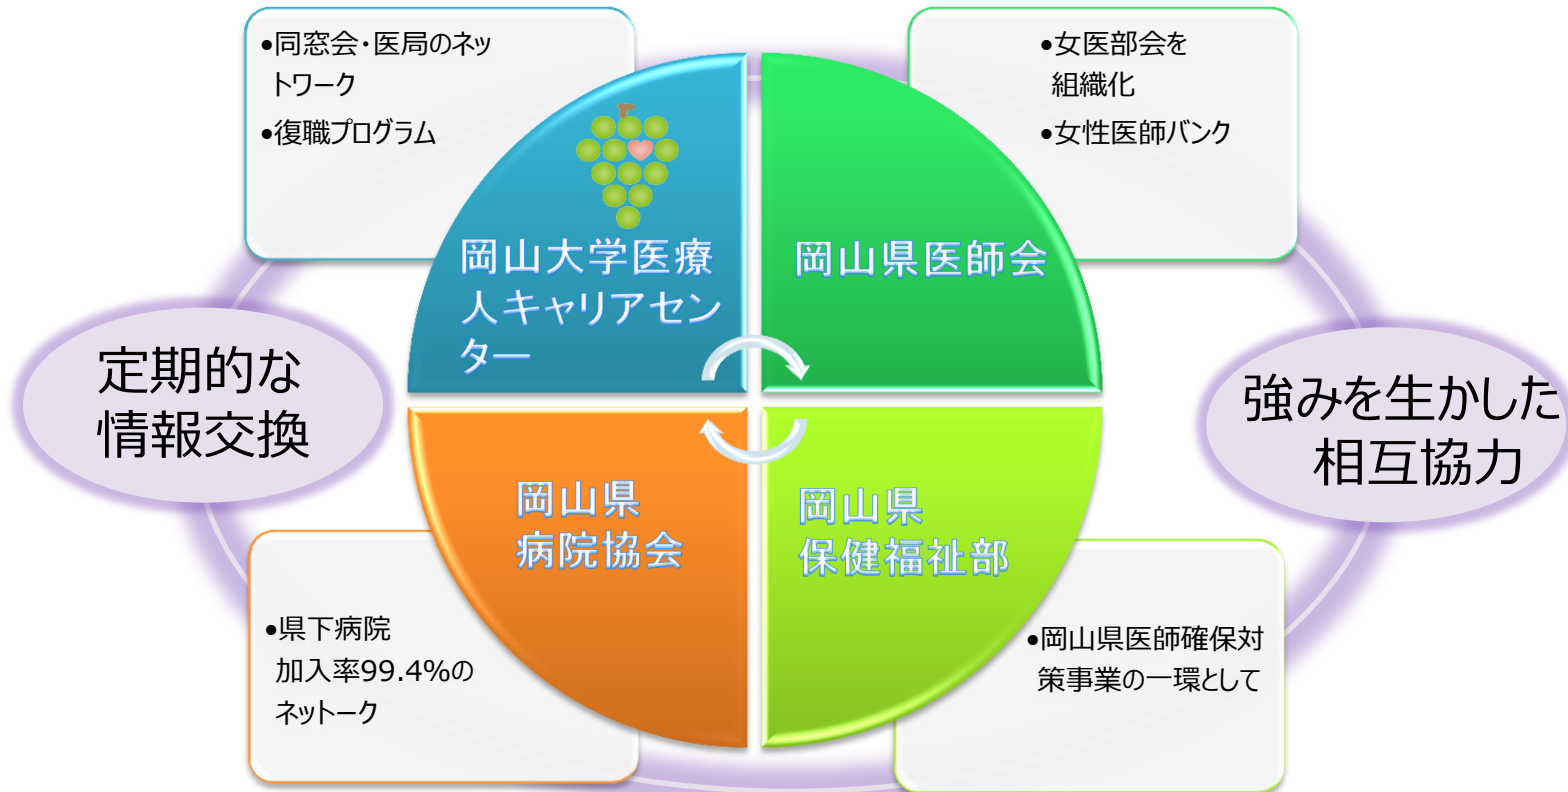 ●同窓会・医局のネッ
トワーク
●復職プログラム
●女医部会を
組織化
●女性医師バンク
岡山大学医療
人キャリアセン
ター
岡山県医師会
定期的な
情報交換
強みを生かした
相互協力
岡山県
病院協会
岡山県
保健福祉部
●県下病院
加入率99.4%の
ネットーク
●岡山県医師確保対
策事業の一環として